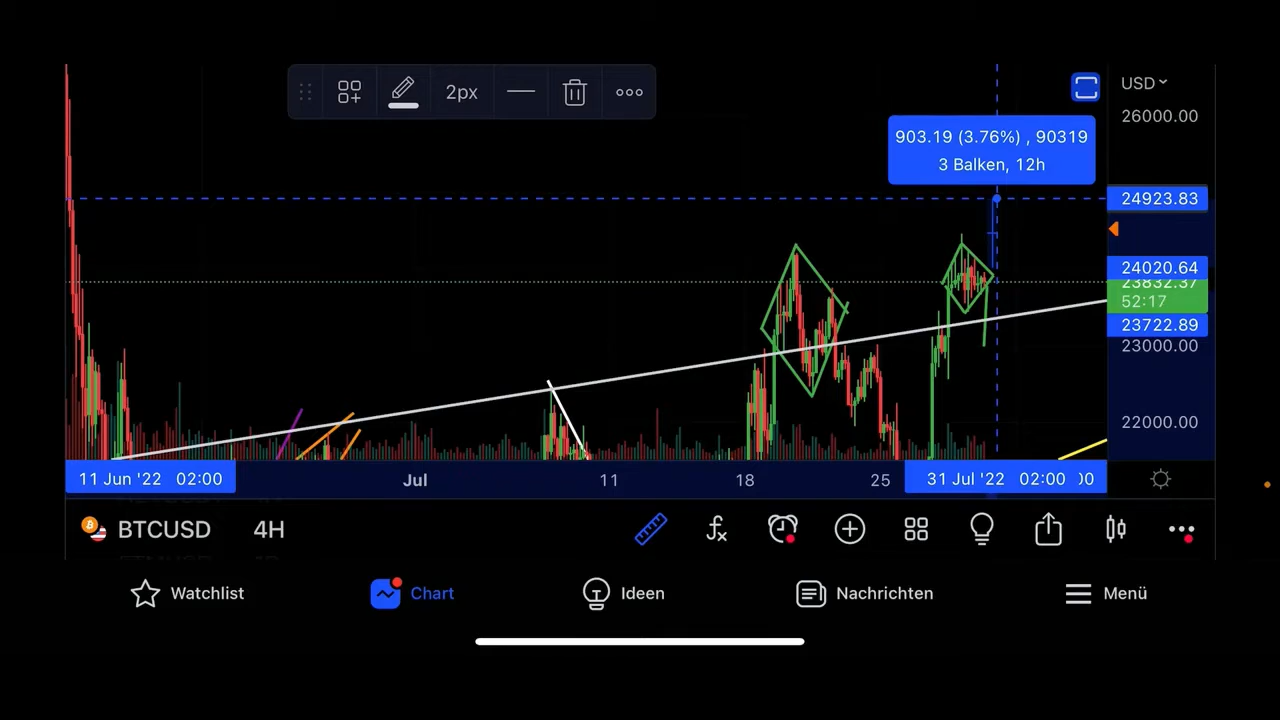 2px
USD
26000.00
903.19 (3.76%) , 90319
3 Balken, 12h
24923.83
24020.64
23832.37
52:17
23722.89
23000.00
22000.00
11 Jun '22 02:00
Jul
11
18
25
31 Jul '22 02:00
00
BTCUSD
4H
Watchlist
Chart
Ideen
Nachrichten
Menü